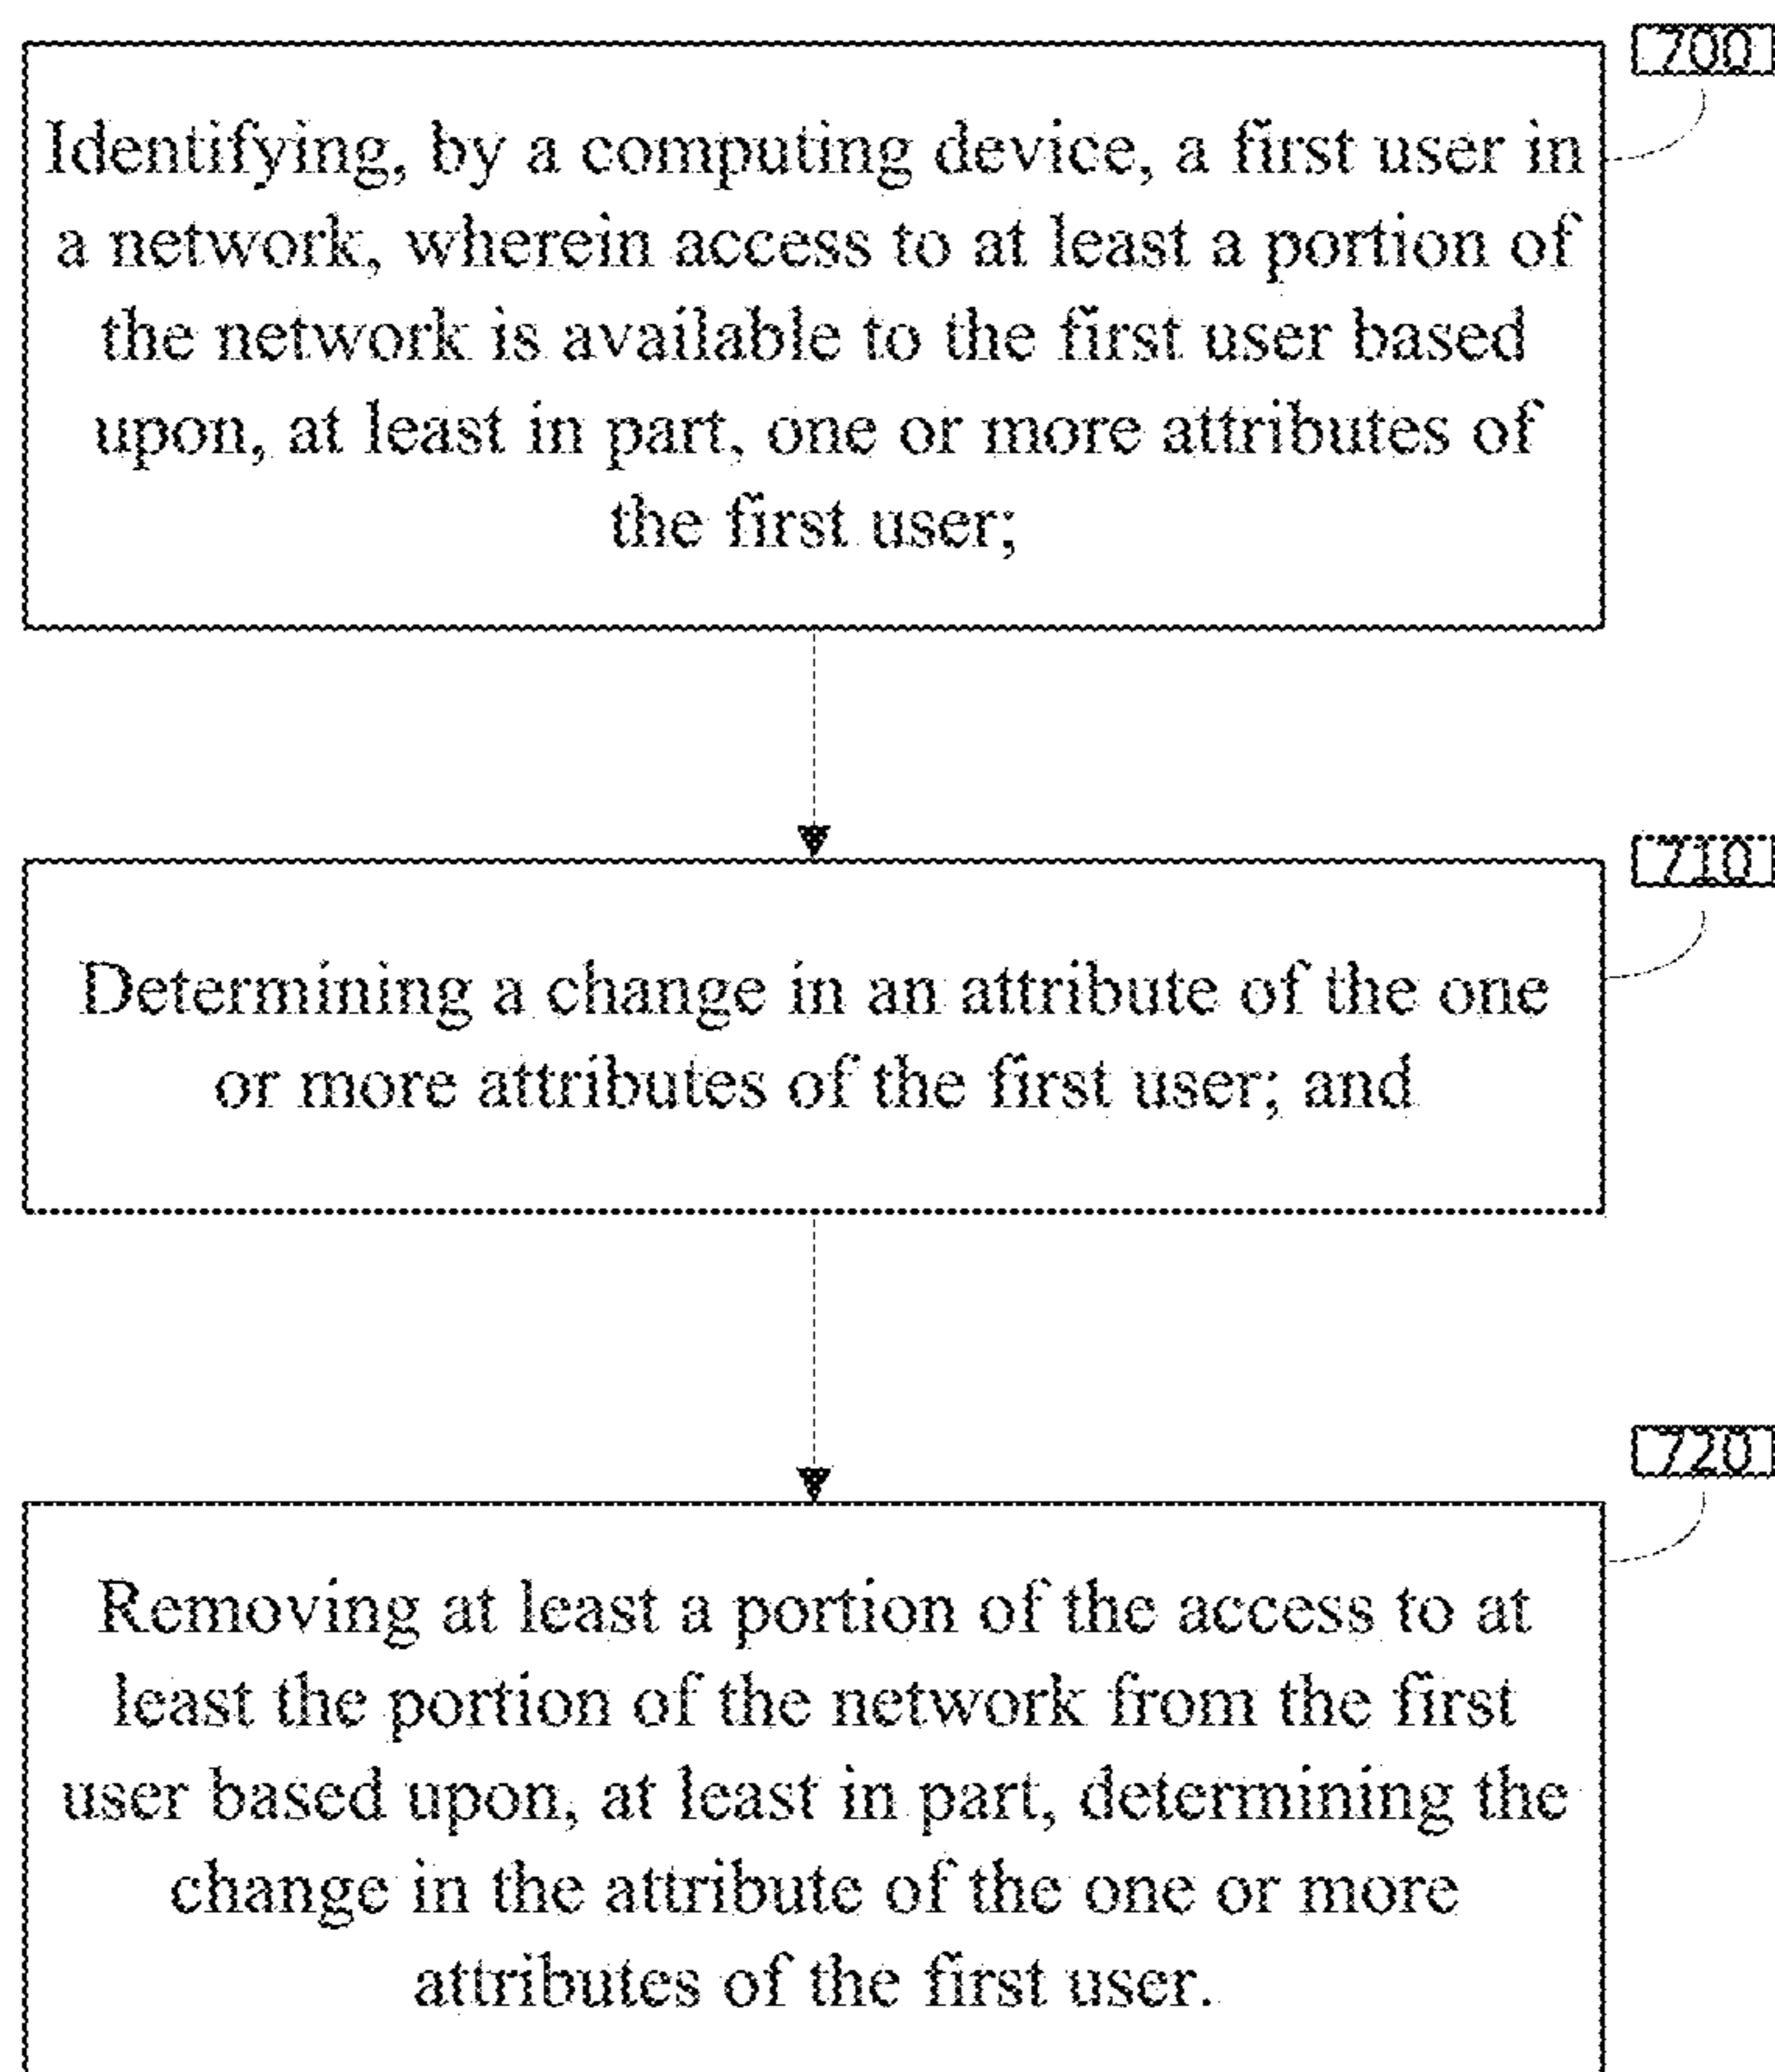 700
Identifying, by a computing device, a first user in
a network, wherein access to at least a portion of
the network is available to the first user based
upon, at least in part, one or more attributes of
the first user;
710
Determining a change in an attribute of the one
or more attributes of the first user; and
720
Removing at least a portion of the access to at
least the portion of the network from the first
user based upon, at least in part, determining the
change in the attribute of the one or more
attributes of the first user.